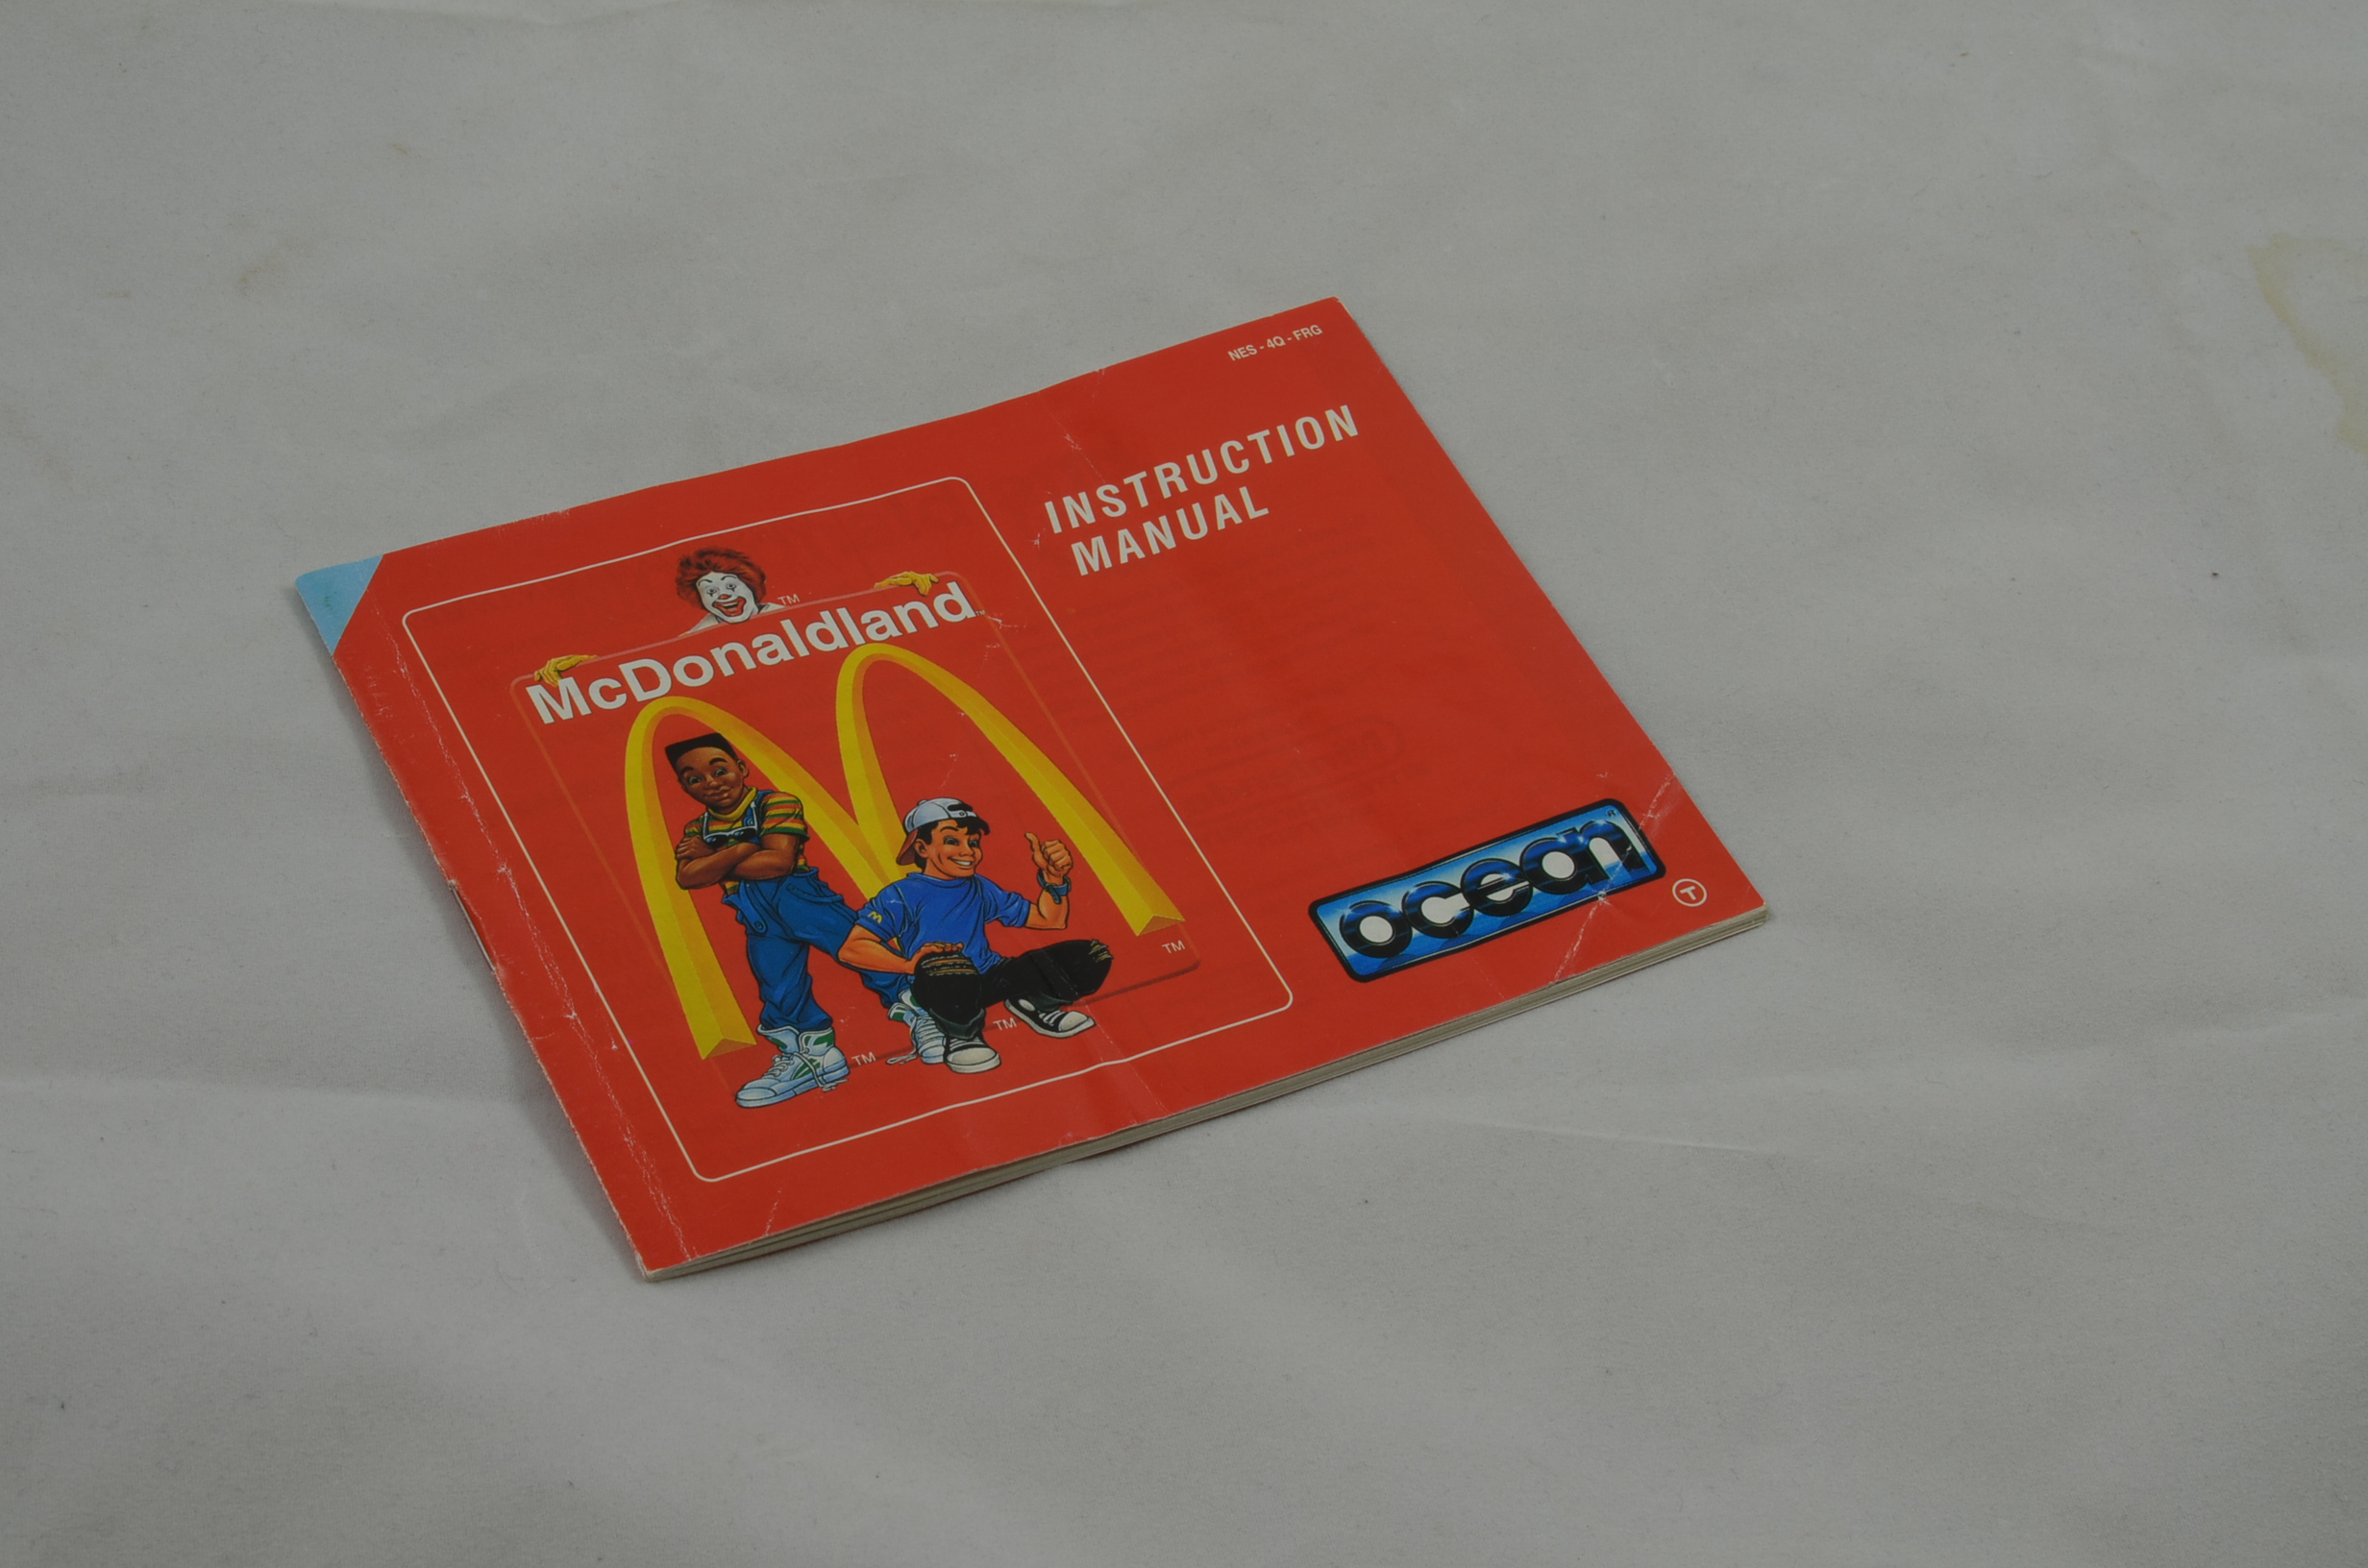 NES - 4Q - FRG
INSTRUCTION
MANUAL
TM
McDonaldland
TM
TM
TM
ocean®
T